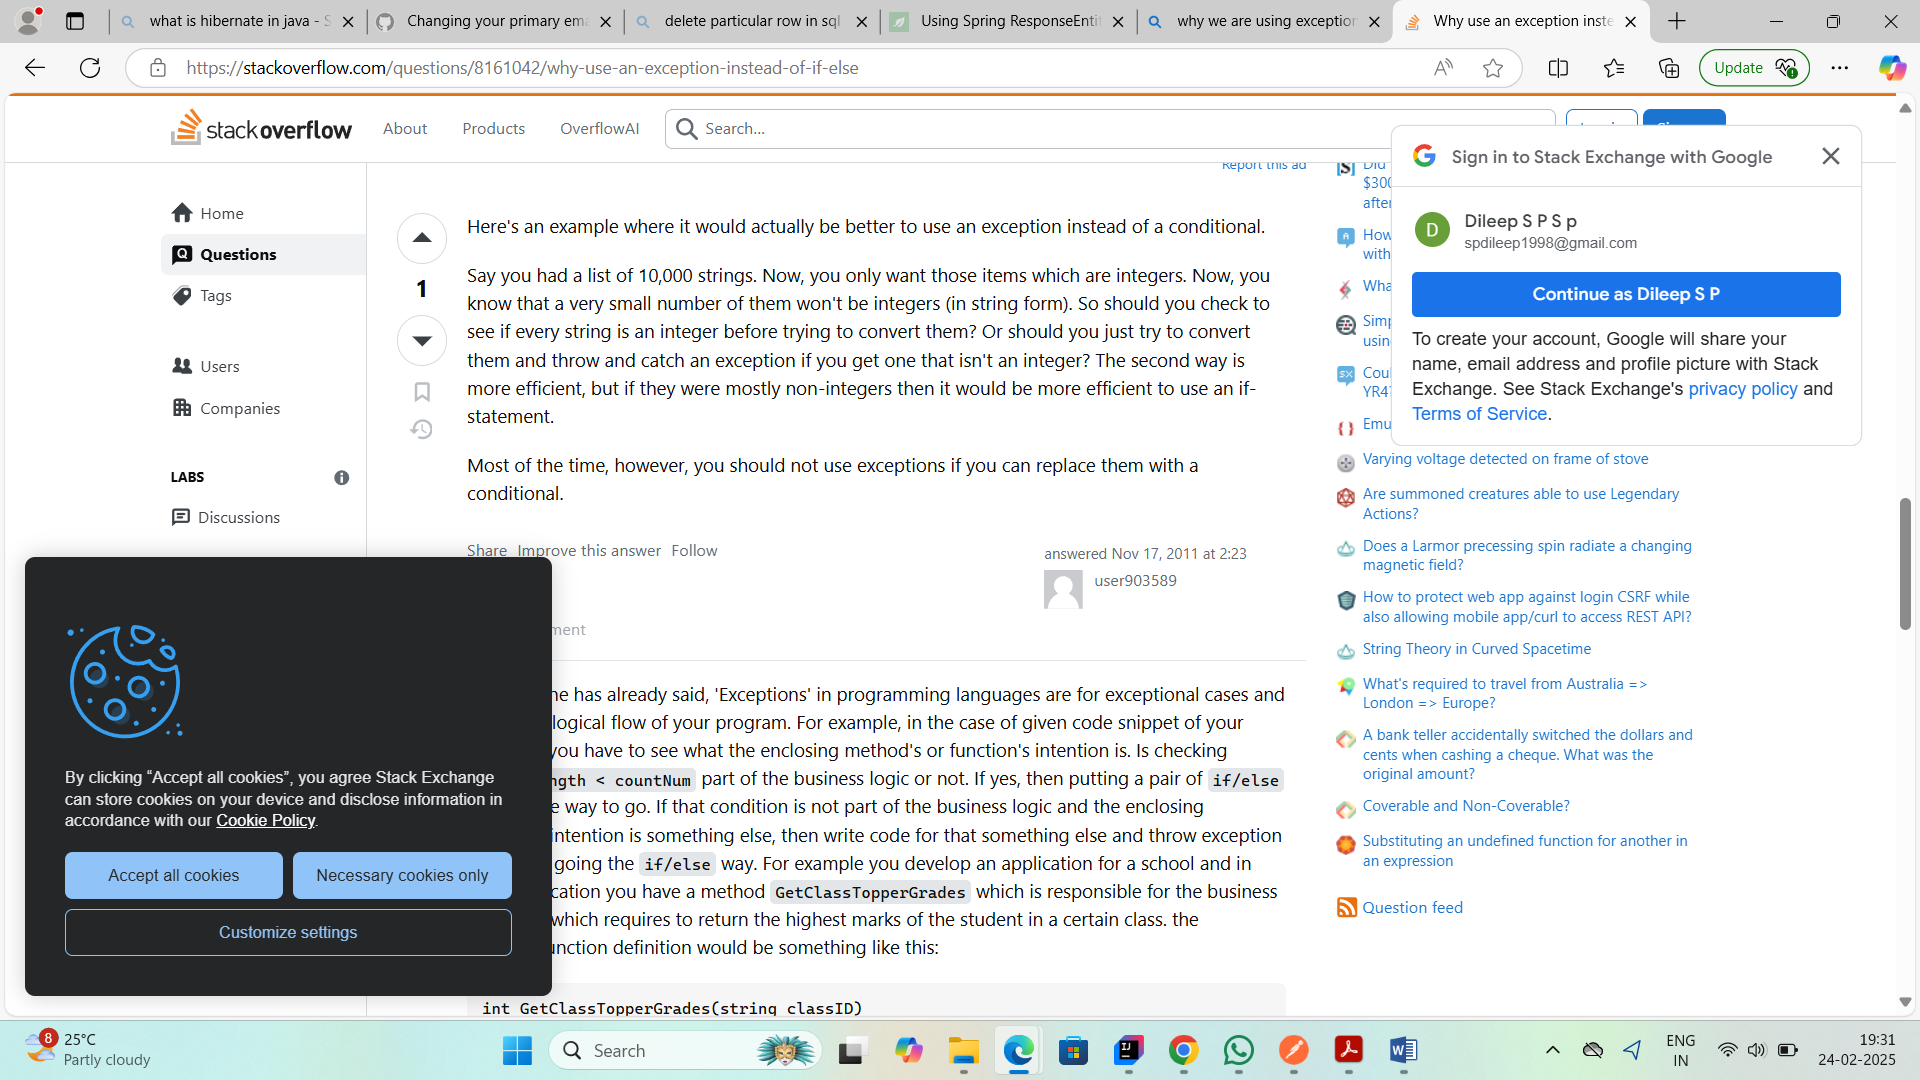 what is hibernate in java - S
Changing your primary ema
delete particular row in sql
Using Spring ResponseEntit
why we are using exception
Why use an exception inste
https://stackoverflow.com/questions/8161042/why-use-an-exception-instead-of-if-else
Update
stackoverflow
About
Products
OverflowAI
Search...
Home
Questions
Tags
Users
Companies
LABS
Discussions
Report this ad
Here's an example where it would actually be better to use an exception instead of a conditional.
1
Say you had a list of 10,000 strings. Now, you only want those items which are integers. Now, you
know that a very small number of them won't be integers (in string form). So should you check to
see if every string is an integer before trying to convert them? Or should you just try to convert
them and throw and catch an exception if you get one that isn't an integer? The second way is
more efficient, but if they were mostly non-integers then it would be more efficient to use an if-
statement.
Most of the time, however, you should not use exceptions if you can replace them with a
conditional.
Share Improve this answer Follow
answered Nov 17, 2011 at 2:23
user903589
ment
ne has already said, 'Exceptions' in programming languages are for exceptional cases and
logical flow of your program. For example, in the case of given code snippet of your
you have to see what the enclosing method's or function's intention is. Is checking
ngth < countNum part of the business logic or not. If yes, then putting a pair of if/else
e way to go. If that condition is not part of the business logic and the enclosing
intention is something else, then write code for that something else and throw exception
going the if/else way. For example you develop an application for a school and in
cation you have a method GetClassTopperGrades which is responsible for the business
which requires to return the highest marks of the student in a certain class. the
unction definition would be something like this:
int GetClassTopperGrades(string classID)
Did
$300
after
How
with
Wha
Simp
usin
Coul
YR4?
Emu
Varying voltage detected on frame of stove
Are summoned creatures able to use Legendary
Actions?
Does a Larmor precessing spin radiate a changing
magnetic field?
How to protect web app against login CSRF while
also allowing mobile app/curl to access REST API?
String Theory in Curved Spacetime
What's required to travel from Australia =>
London => Europe?
A bank teller accidentally switched the dollars and
cents when cashing a cheque. What was the
original amount?
Coverable and Non-Coverable?
Substituting an undefined function for another in
an expression
Question feed
Sign in to Stack Exchange with Google
D
Dileep S P S p
spdileep1998@gmail.com
Continue as Dileep S P
To create your account, Google will share your
name, email address and profile picture with Stack
Exchange. See Stack Exchange's privacy policy and
Terms of Service.
By clicking “Accept all cookies”, you agree Stack Exchange
can store cookies on your device and disclose information in
accordance with our Cookie Policy.
Accept all cookies
Necessary cookies only
Customize settings
8
25°C
Partly cloudy
Search
ENG
IN
19:31
24-02-2025